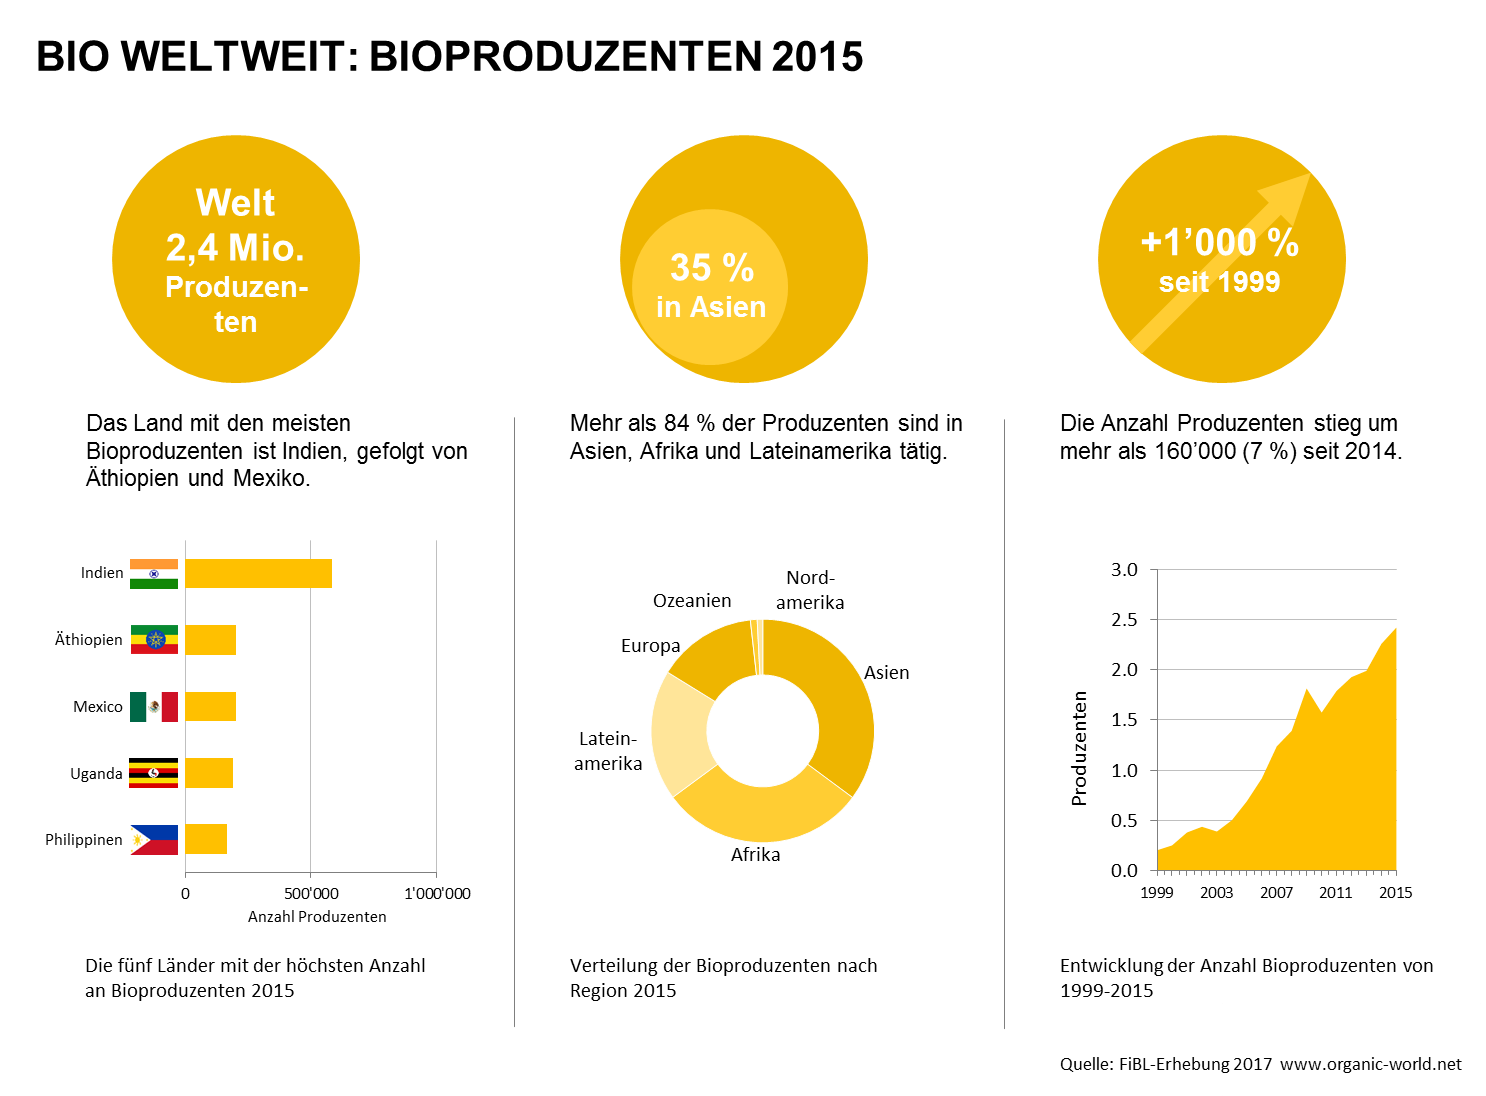 BIO WELTWEIT: BIOPRODUZENTEN 2015
Welt
2,4 Mio.
Produzen-
ten
35 %
in Asien
+1’000 %
seit 1999
Das Land mit den meisten
Bioproduzenten ist Indien, gefolgt von
Äthiopien und Mexiko.
Mehr als 84 % der Produzenten sind in
Asien, Afrika und Lateinamerika tätig.
Die Anzahl Produzenten stieg um
mehr als 160’000 (7 %) seit 2014.
Indien
Äthiopien
Mexico
Uganda
Philippinen
0
500'000
1'000'000
Anzahl Produzenten
Die fünf Länder mit der höchsten Anzahl
an Bioproduzenten 2015
Nord-
amerika
Ozeanien
Europa
Asien
Latein-
amerika
Afrika
Verteilung der Bioproduzenten nach
Region 2015
3.0
2.5
2.0
1.5
1.0
0.5
0.0
Produzenten
1999
2003
2007
2011
2015
Entwicklung der Anzahl Bioproduzenten von
1999-2015
Quelle: FiBL-Erhebung 2017 www.organic-world.net